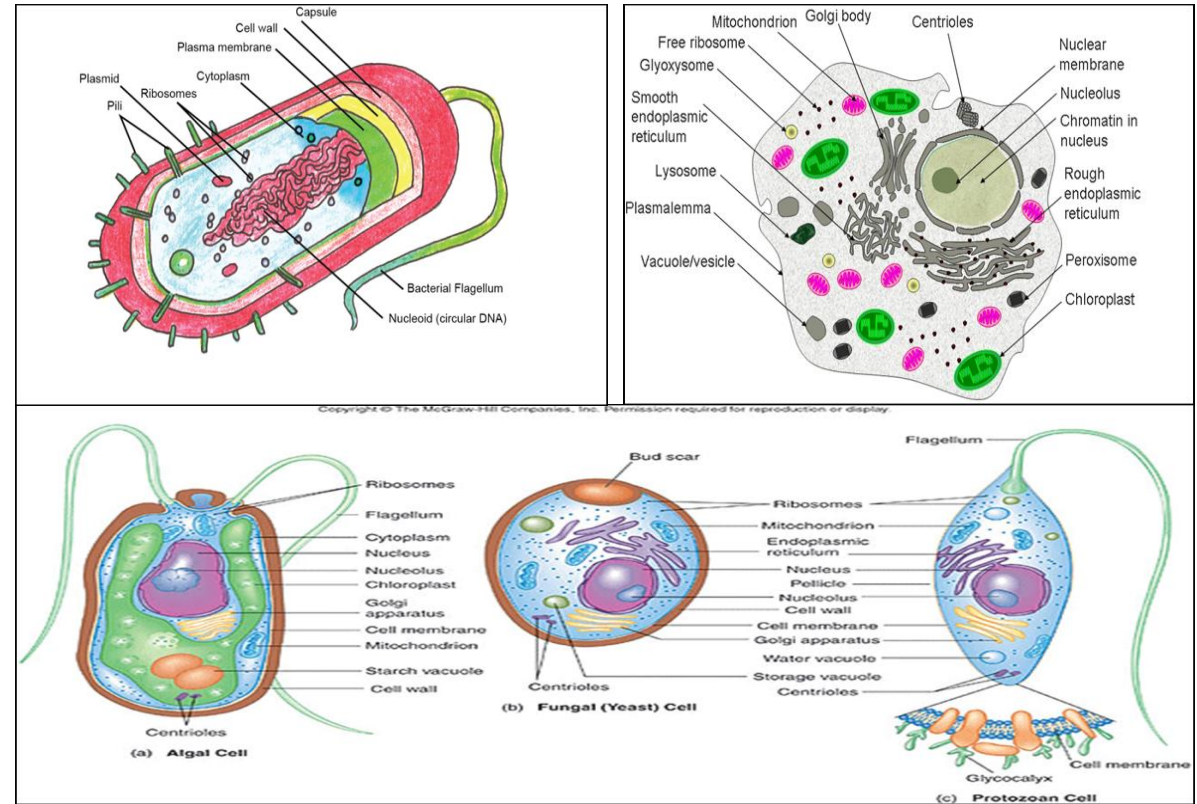 Capsule
Cell wall
Plasma membrane
Cytoplasm
Plasmid
Ribosomes
Pili
Bacterial Flagellum
Nucleoid (circular DNA)
Mitochondrion
Golgi body
Centrioles
Free ribosome
Glyoxysome
Smooth
endoplasmic
reticulum
Lysosome
Plasmalemma
Vacuole/vesicle
Nuclear
membrane
Nucleolus
Chromatin in
nucleus
Rough
endoplasmic
reticulum
Peroxisome
Chloroplast
Copyright © The McGraw-Hill Companies, Inc. Permission required for reproduction or display.
Ribosomes
Flagellum
Cytoplasm
Nucleus
Nucleolus
Chloroplast
Golgi
apparatus
Cell membrane
Mitochondrion
Starch vacuole
Cell wall
Centrioles
(a) Algal Cell
Bud scar
Ribosomes
Mitochondrion
Endoplasmic
reticulum
Nucleus
Pellicle
Nucleolus
Cell wall
Cell membrane
Golgi apparatus
Water vacuole
Storage vacuole
Centrioles
Centrioles
(b) Fungal (Yeast) Cell
Flagellum
Cell membrane
Glycocalyx
(c) Protozoan Cell